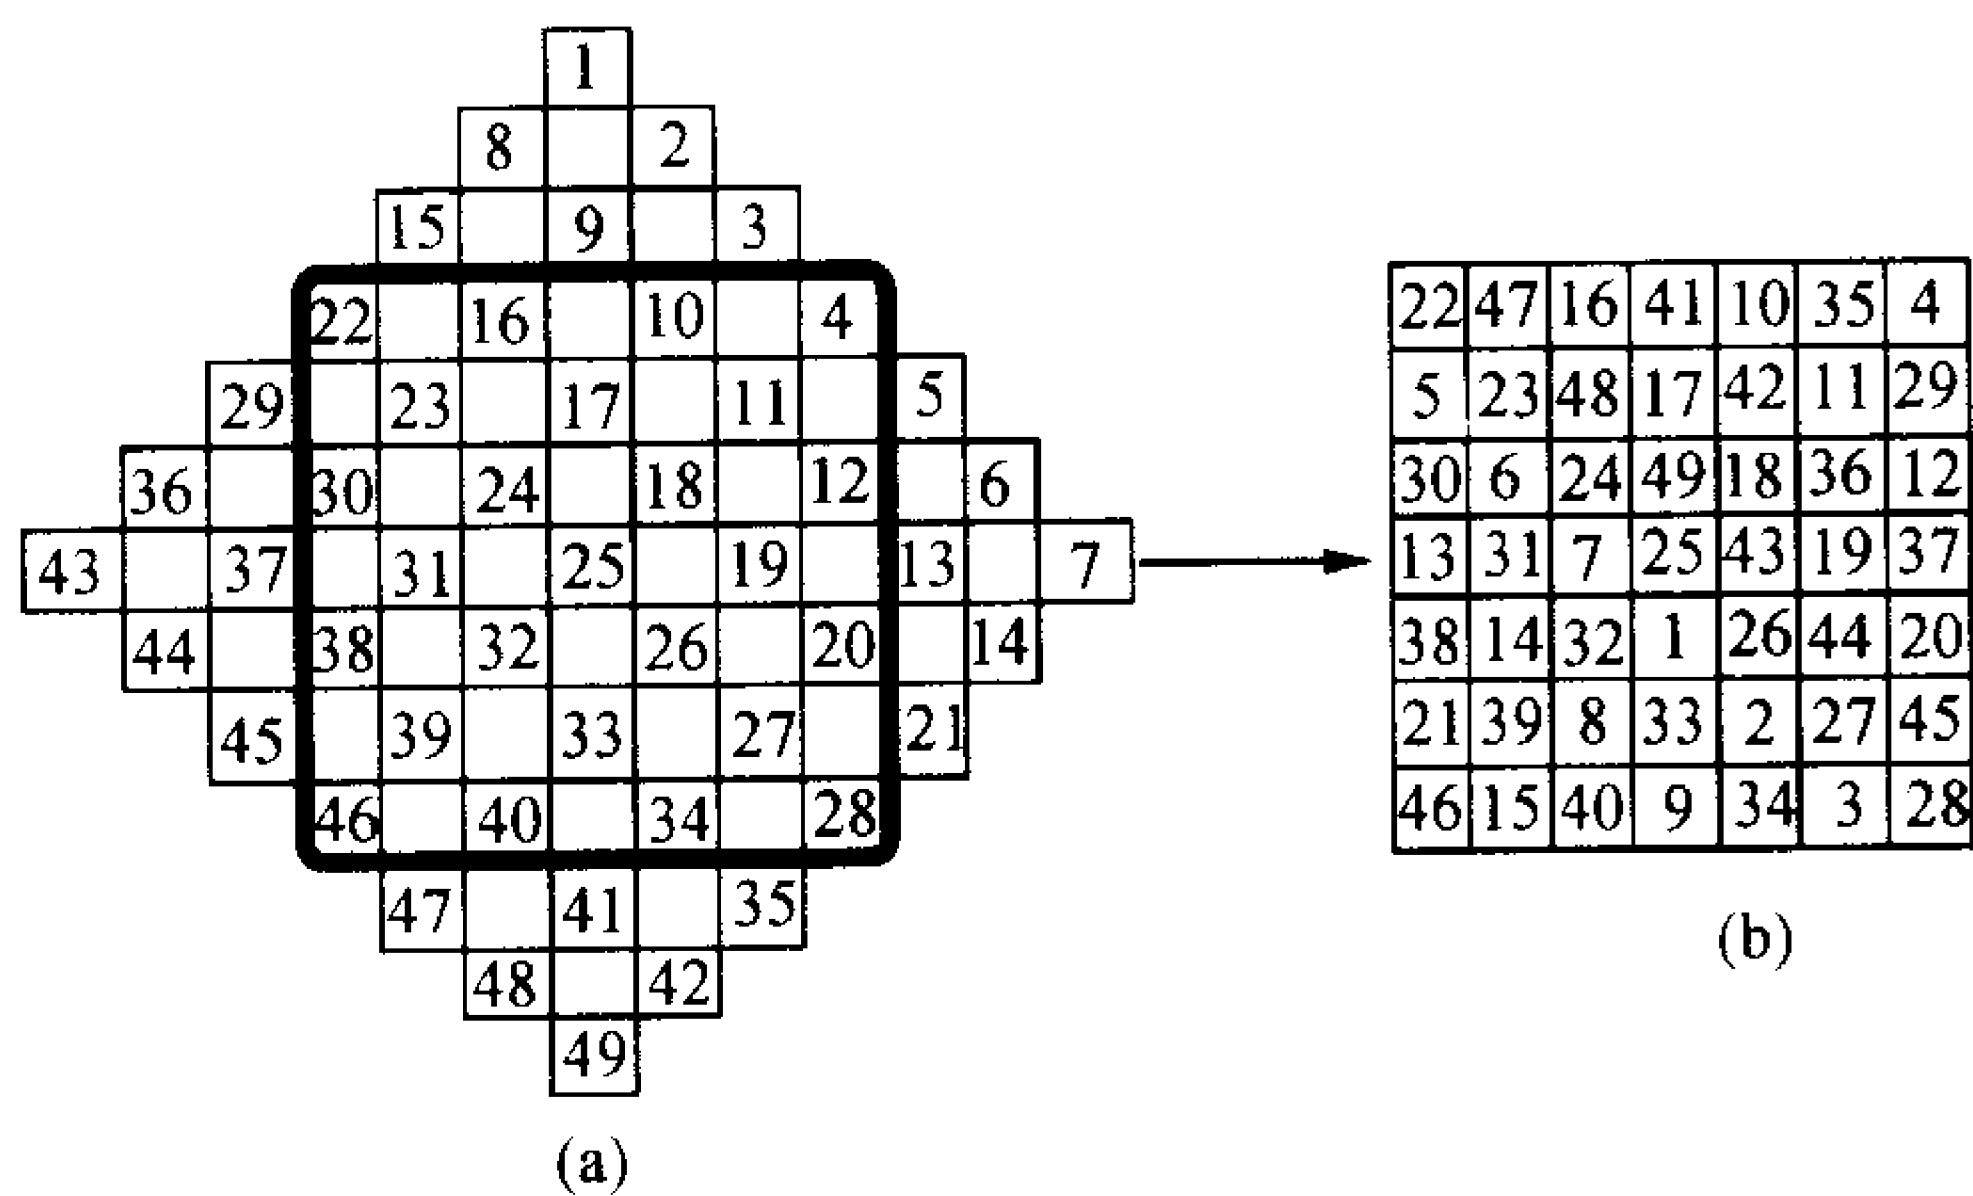 1
8 2
15 9 3
22 16 10 4
29 23 17 11 5
36 30 24 18 12 6
43 37 31 25 19 13 7
44 38 32 26 20 14
45 39 33 27 21
46 40 34 28
47 41 35
48 42
49
(a)
22 47 16 41 10 35 4
5 23 48 17 42 11 29
30 6 24 49 18 36 12
13 31 7 25 43 19 37
38 14 32 1 26 44 20
21 39 8 33 2 27 45
46 15 40 9 34 3 28
(b)